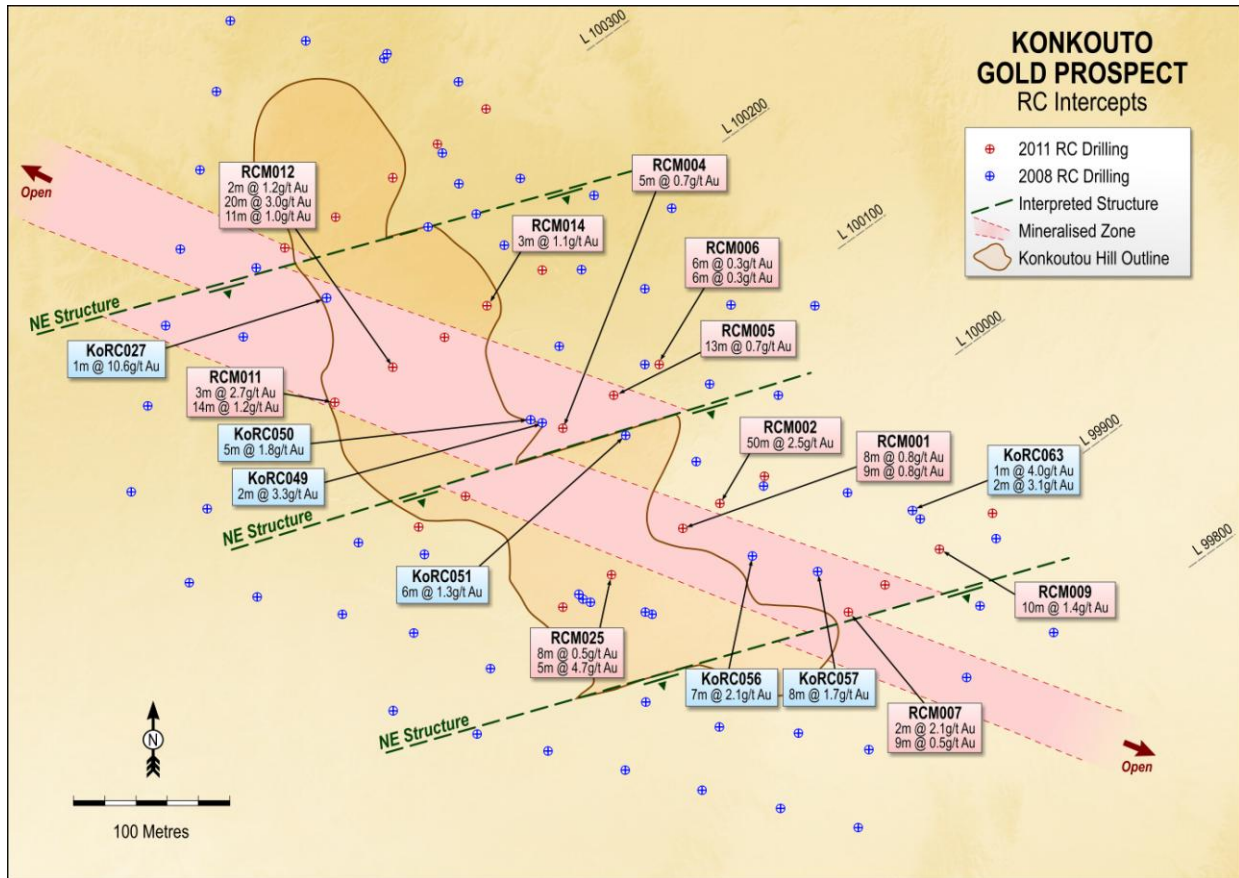 KONKOUTO
GOLD PROSPECT
RC Intercepts
2011 RC Drilling
2008 RC Drilling
Interpreted Structure
Mineralised Zone
Konkoutou Hill Outline
L 100300
L 100200
L 100100
L 100000
L 99900
L 99800
Open
RCM012
2m @ 1.2g/t Au
20m @ 3.0g/t Au
11m @ 1.0g/t Au
RCM004
5m @ 0.7g/t Au
RCM014
3m @ 1.1g/t Au
RCM006
6m @ 0.3g/t Au
6m @ 0.3g/t Au
RCM005
13m @ 0.7g/t Au
NE Structure
KoRC027
1m @ 10.6g/t Au
RCM011
3m @ 2.7g/t Au
14m @ 1.2g/t Au
KoRC050
5m @ 1.8g/t Au
KoRC049
2m @ 3.3g/t Au
RCM002
50m @ 2.5g/t Au
RCM001
8m @ 0.8g/t Au
9m @ 0.8g/t Au
KoRC063
1m @ 4.0g/t Au
2m @ 3.1g/t Au
NE Structure
KoRC051
6m @ 1.3g/t Au
RCM009
10m @ 1.4g/t Au
RCM025
8m @ 0.5g/t Au
5m @ 4.7g/t Au
KoRC056
7m @ 2.1g/t Au
KoRC057
8m @ 1.7g/t Au
RCM007
2m @ 2.1g/t Au
9m @ 0.5g/t Au
NE Structure
Open
N
100 Metres